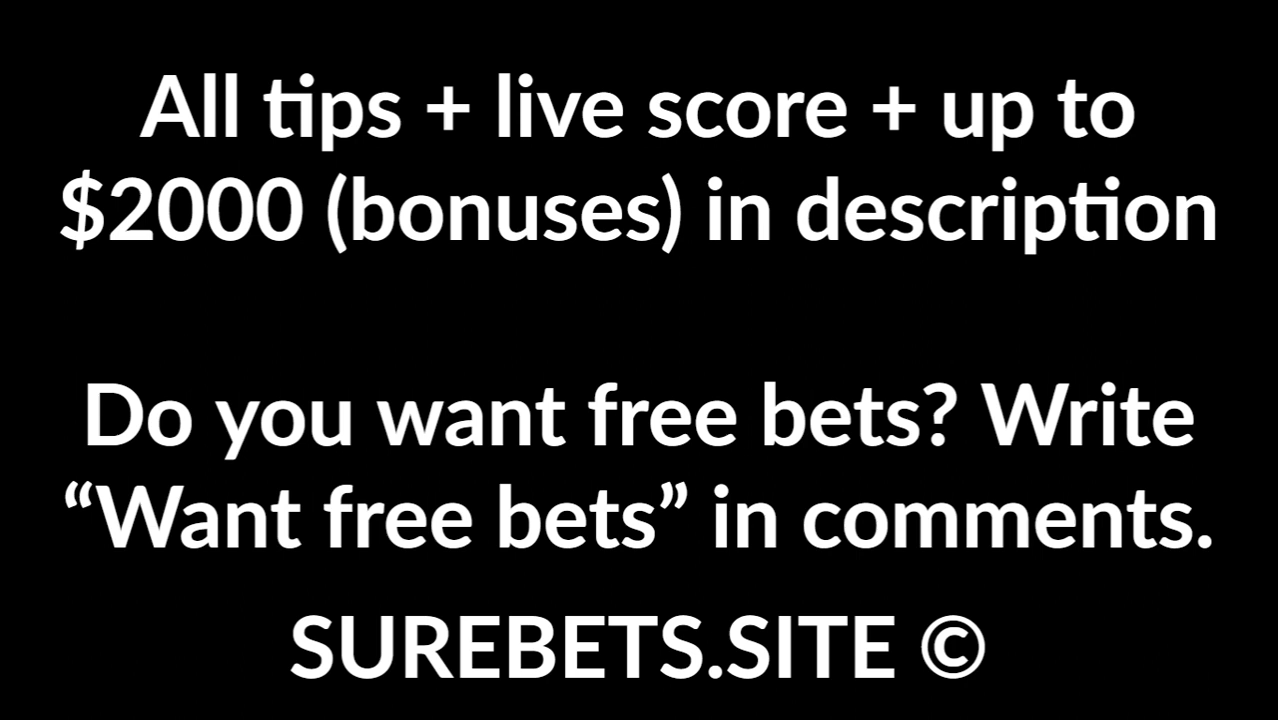 All tips + live score + up to
$2000 (bonuses) in description
Do you want free bets? Write
“Want free bets” in comments.
SUREBETS.SITE ©